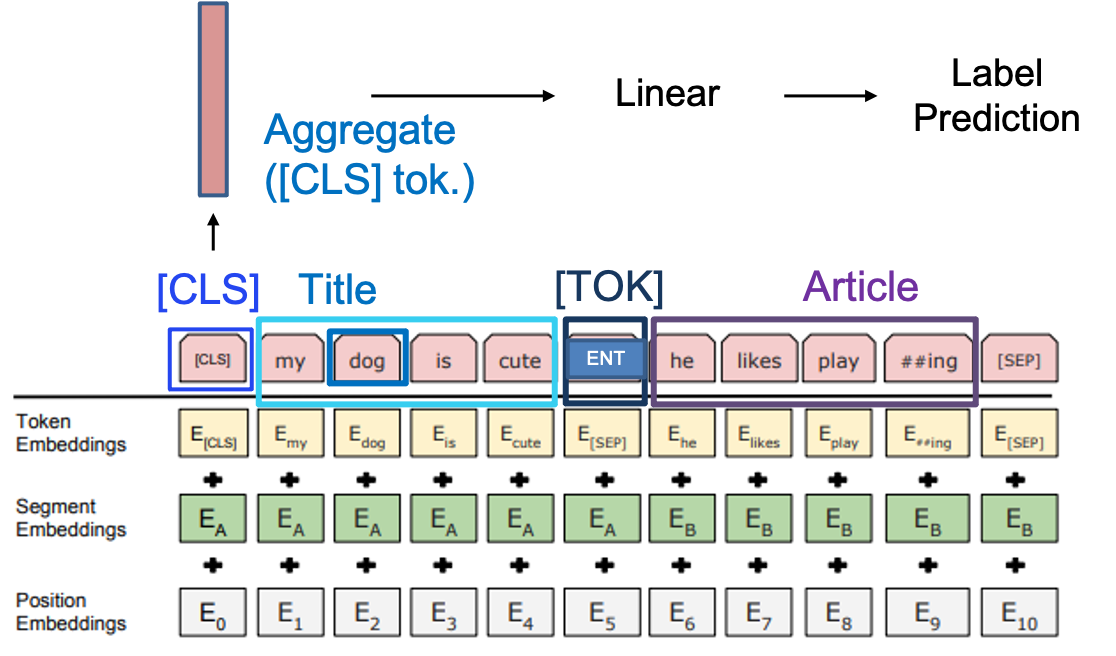 Aggregate
([CLS] tok.)
Linear
Label
Prediction
[CLS]
Title
[TOK]
Article
[CLS] my dog is cute ENT he likes play ##ing [SEP]
Token
Embeddings
E[CLS] Emy Edog Eis Ecute E[SEP] Ehe Elikes Eplay E##ing E[SEP]
Segment
Embeddings
EA EA EA EA EA EA EB EB EB EB EB
Position
Embeddings
E0 E1 E2 E3 E4 E5 E6 E7 E8 E9 E10